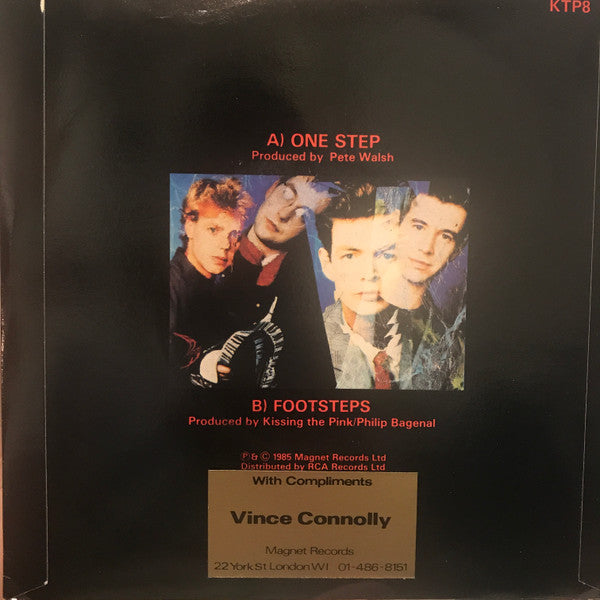 KTP8
A) ONE STEP
Produced by Pete Walsh
B) FOOTSTEPS
Produced by Kissing the Pink/Philip Bagenal
Ⓟ & © 1985 Magnet Records Ltd
Distributed by RCA Records Ltd
With Compliments
Vince Connolly
Magnet Records
22 York St London W1 01-486-8151